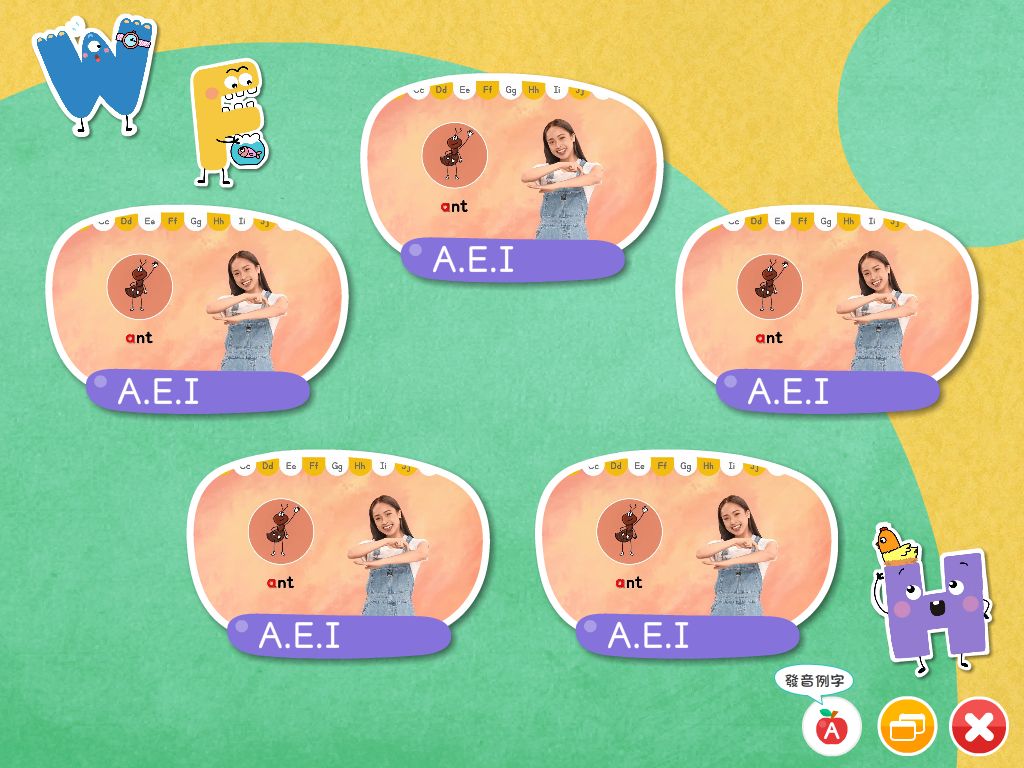 Cc Dd Ee Ff Gg Hh Ii Jj
ant
A.E.I
Cc Dd Ee Ff Gg Hh Ii Jj
ant
A.E.I
Cc Dd Ee Ff Gg Hh Ii Jj
ant
A.E.I
Cc Dd Ee Ff Gg Hh Ii Jj
ant
A.E.I
Cc Dd Ee Ff Gg Hh Ii Jj
ant
A.E.I
W
E
H
發音例字
A